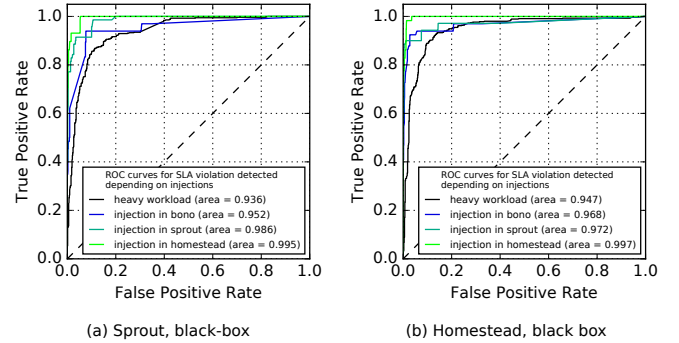 True Positive Rate
1.0
0.8
0.6
0.4
0.2
0.0
ROC curves for SLA violation detected
depending on injections
heavy workload (area = 0.936)
injection in bono (area = 0.952)
injection in sprout (area = 0.986)
injection in homestead (area = 0.995)
0.0 0.2 0.4 0.6 0.8 1.0
False Positive Rate
(a) Sprout, black-box
True Positive Rate
1.0
0.8
0.6
0.4
0.2
0.0
ROC curves for SLA violation detected
depending on injections
heavy workload (area = 0.947)
injection in bono (area = 0.968)
injection in sprout (area = 0.972)
injection in homestead (area = 0.997)
0.0 0.2 0.4 0.6 0.8 1.0
False Positive Rate
(b) Homestead, black box